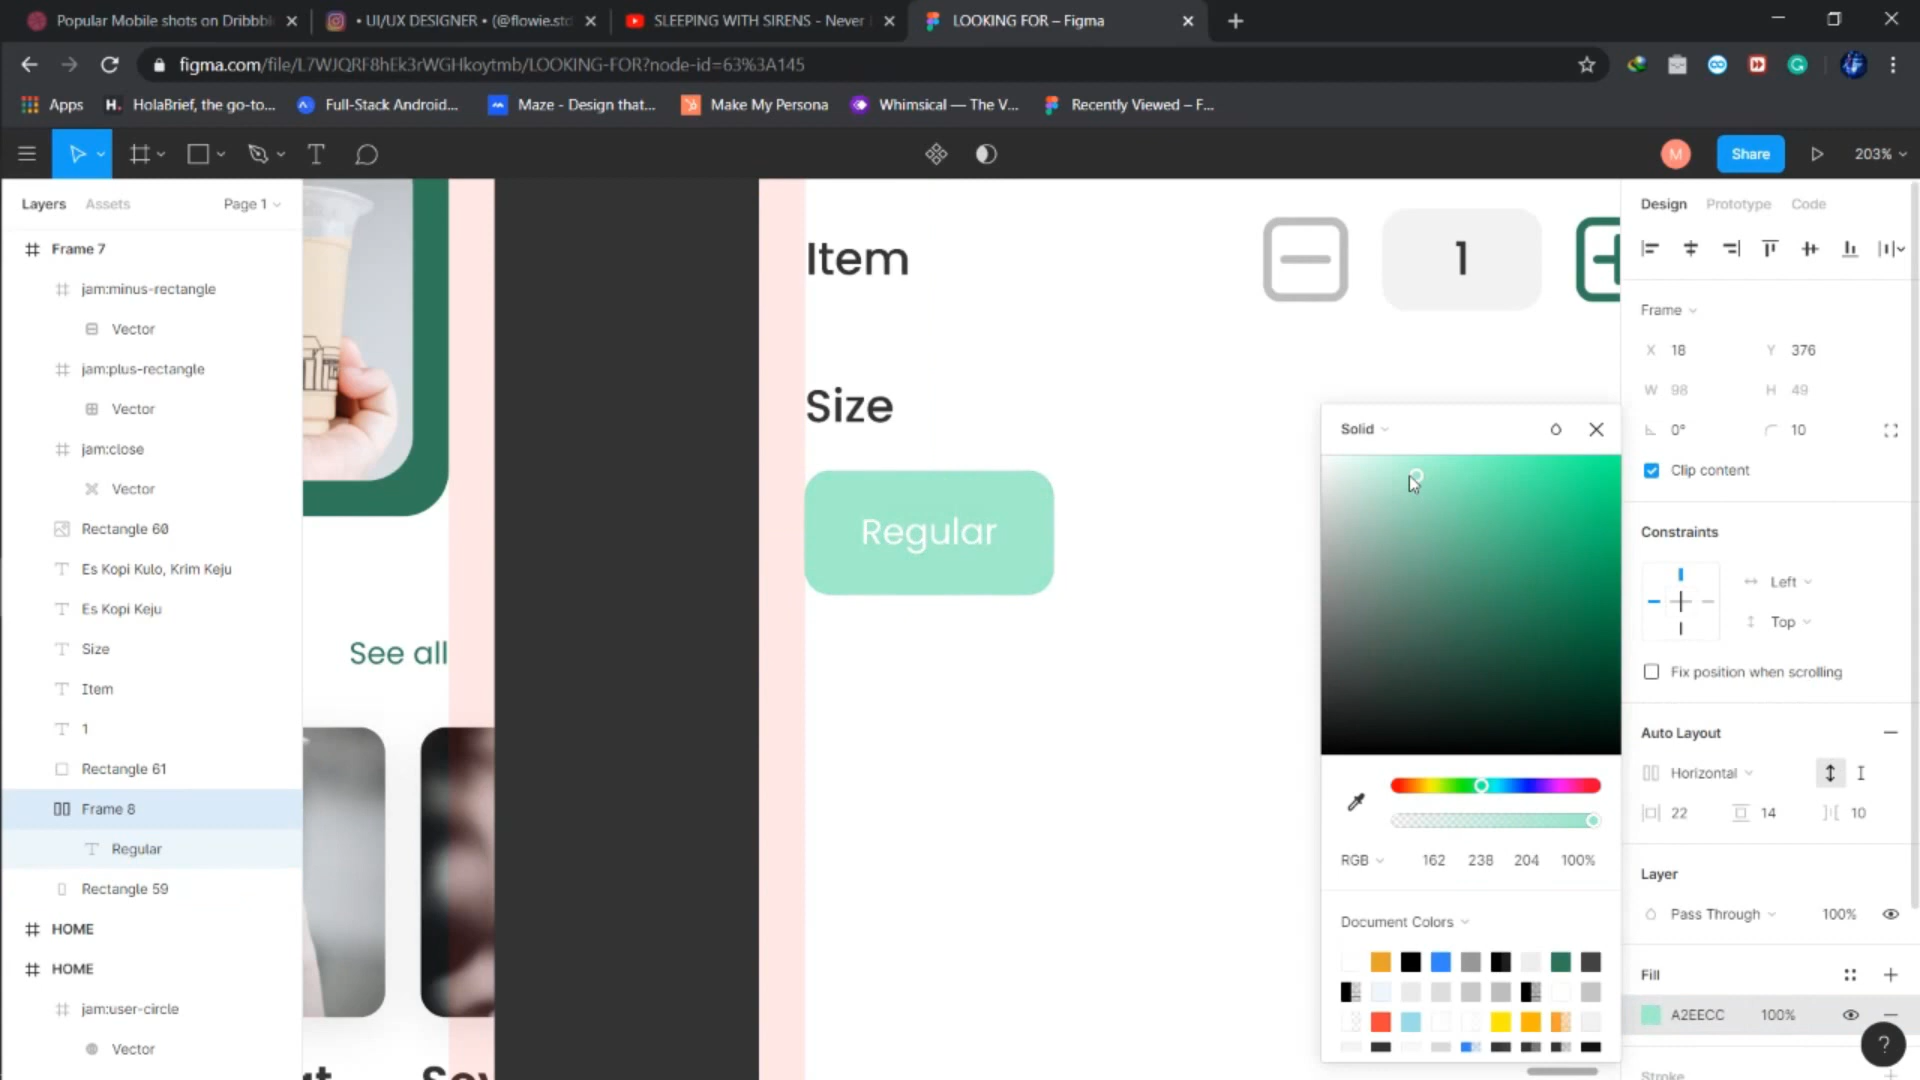 Popular Mobile shots on Dribbbl
• UI/UX DESIGNER • (@flowie.std
SLEEPING WITH SIRENS - Never
LOOKING FOR – Figma
figma.com/file/L7WJQRF8hEk3rWGHkoytmb/LOOKING-FOR?node-id=63%3A145
Apps
HolaBrief, the go-to...
Full-Stack Android...
Maze - Design that...
Make My Persona
Whimsical — The V...
Recently Viewed – F...
M
Share
203%
Layers
Assets
Page 1
Frame 7
jam:minus-rectangle
Vector
jam:plus-rectangle
Vector
jam:close
Vector
Rectangle 60
Es Kopi Kulo, Krim Keju
Es Kopi Keju
Size
Item
1
Rectangle 61
Frame 8
Regular
Rectangle 59
HOME
HOME
jam:user-circle
Vector
See all
Item
1
Size
Regular
Solid
RGB 162 238 204 100%
Document Colors
Design
Prototype
Code
Frame
X 18
Y 376
W 98
H 49
0°
10
Clip content
Constraints
Left
Top
Fix position when scrolling
Auto Layout
Horizontal
22
14
10
Layer
Pass Through
100%
Fill
A2EECC
100%
?
Stroke